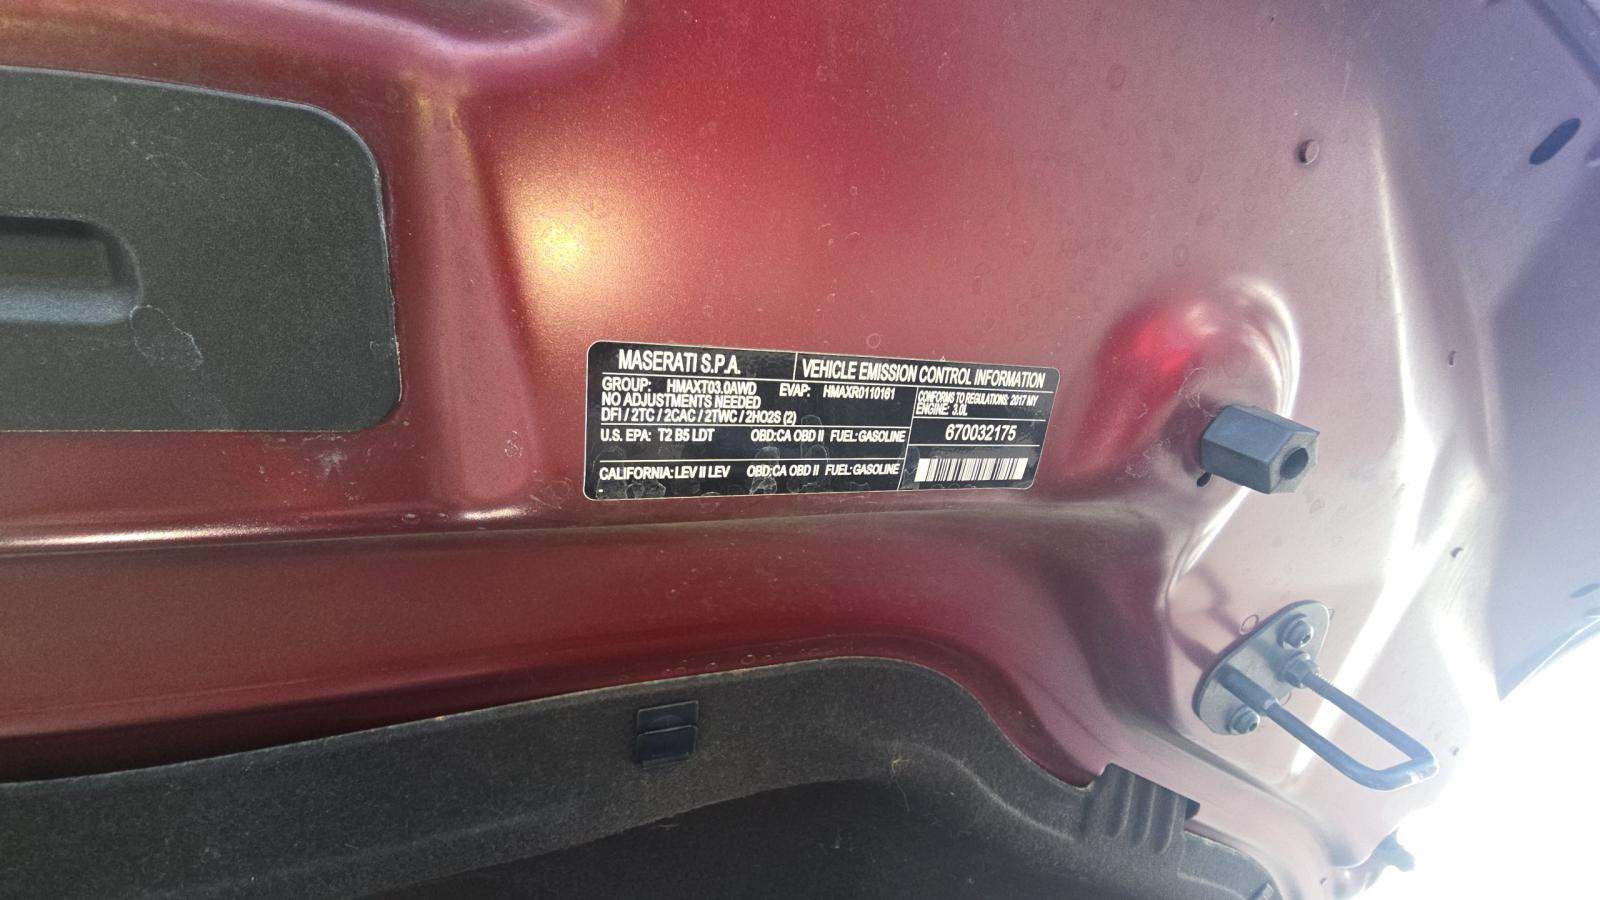 MASERATI S.P.A.
VEHICLE EMISSION CONTROL INFORMATION
GROUP: HMAXT03.0AWD EVAP: HMAXR0110181
NO ADJUSTMENTS NEEDED
DFI / 2TC / 2CAC / 2TWC / 2HO2S (2)
CONFORMS TO REGULATIONS: 2017 MY
ENGINE: 3.0L
U.S. EPA: T2 B5 LDT OBD:CA OBD II FUEL:GASOLINE
670032175
CALIFORNIA: LEV II LEV OBD:CA OBD II FUEL:GASOLINE